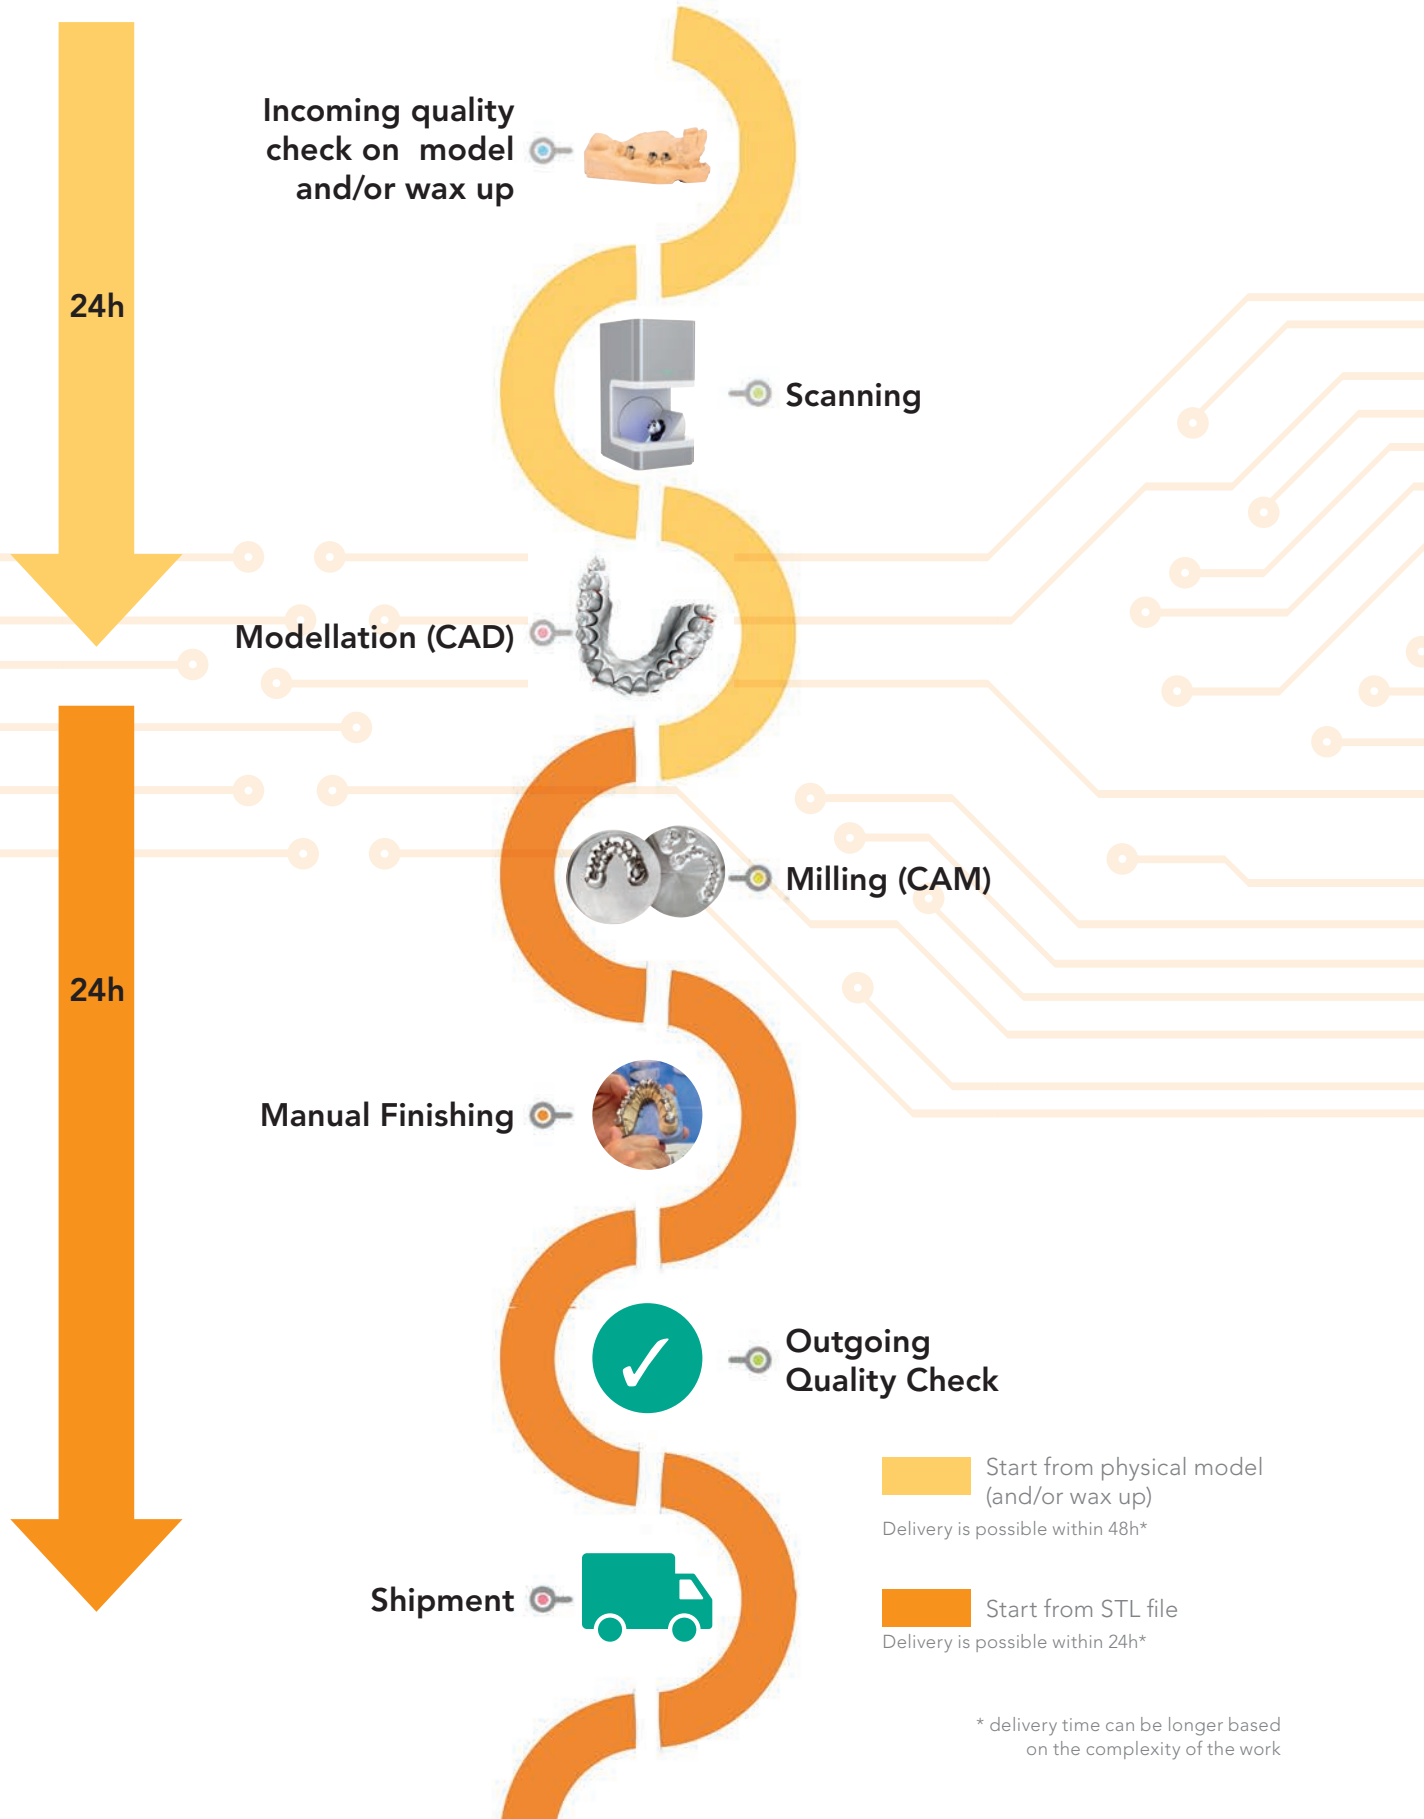 Incoming quality
check on model
and/or wax up
24h
Scanning
Modellation (CAD)
Milling (CAM)
24h
Manual Finishing
Outgoing
Quality Check
Start from physical model
(and/or wax up)
Delivery is possible within 48h*
Shipment
Start from STL file
Delivery is possible within 24h*
* delivery time can be longer based
on the complexity of the work